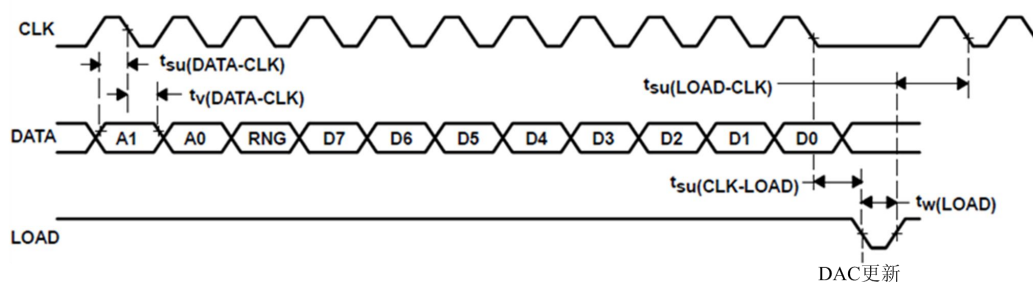 CLK
tsu(DATA-CLK)
tsu(LOAD-CLK)
tv(DATA-CLK)
DATA A1 A0 RNG D7 D6 D5 D4 D3 D2 D1 D0
tsu(CLK-LOAD)
tw(LOAD)
LOAD
DAC更新